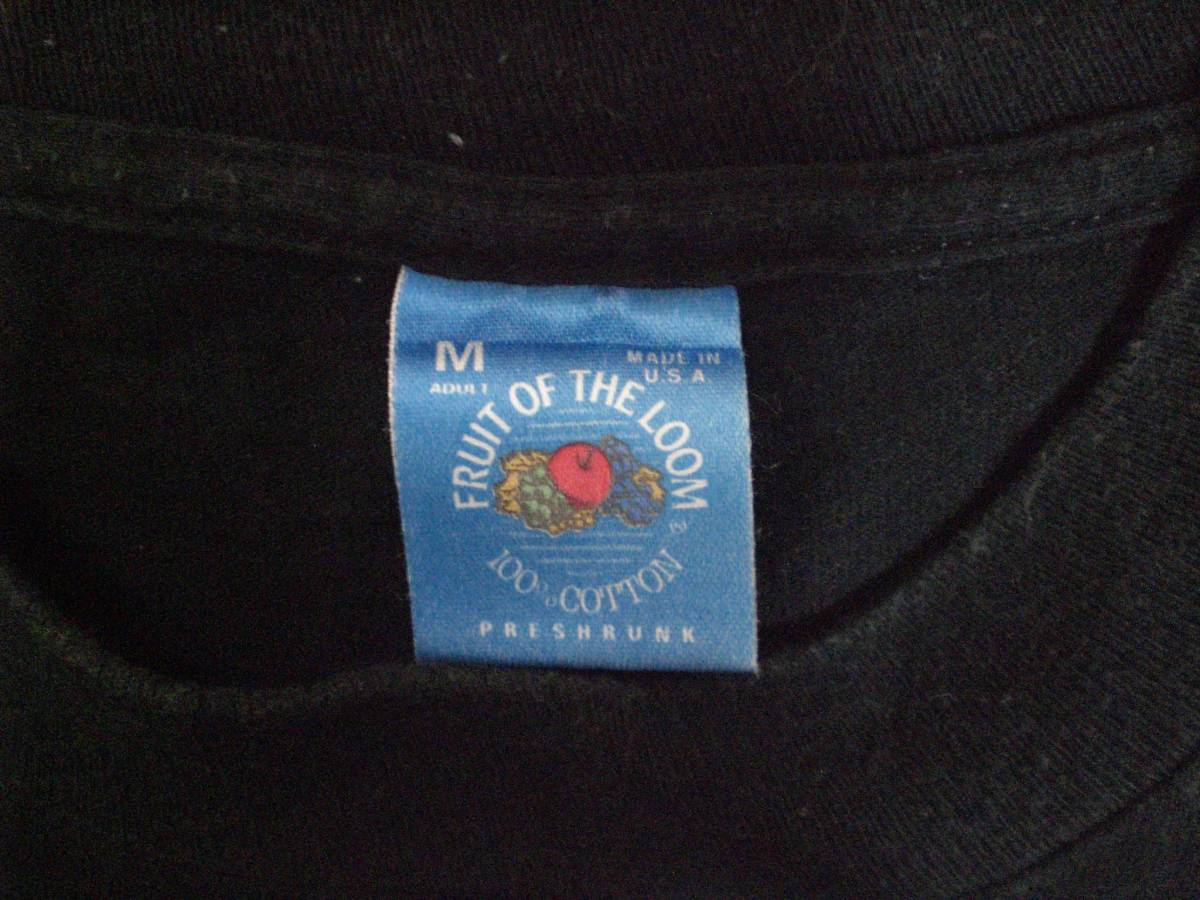 M
ADULT
MADE IN
U.S A
FRUIT OF THE LOOM
100% COTTON
PRESHRUNK